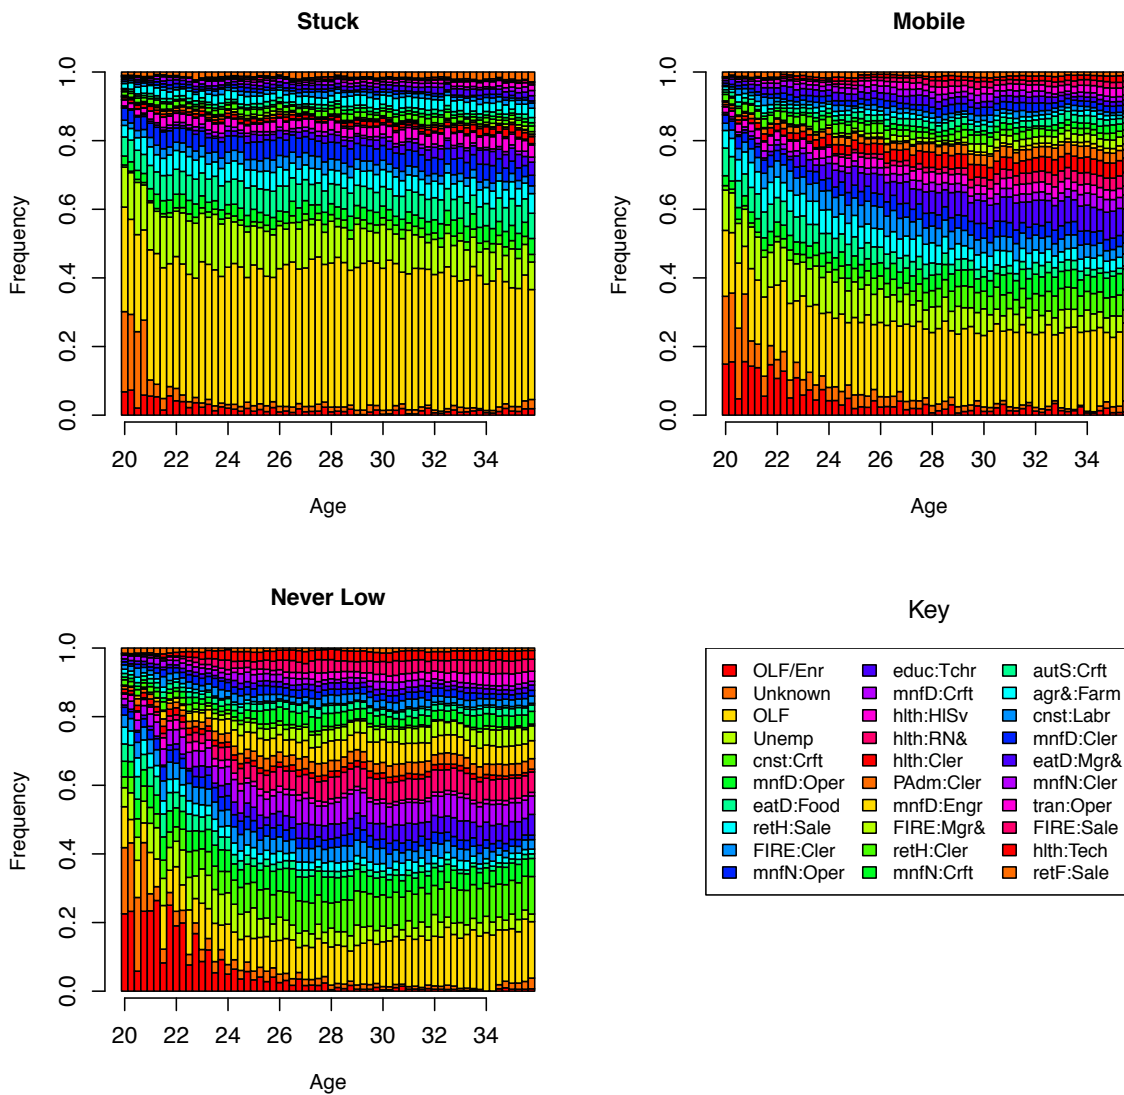 Stuck
Mobile
Frequency
0.0 0.2 0.4 0.6 0.8 1.0
20 22 24 26 28 30 32 34
Age
Frequency
0.0 0.2 0.4 0.6 0.8 1.0
20 22 24 26 28 30 32 34
Age
Never Low
Frequency
0.0 0.2 0.4 0.6 0.8 1.0
20 22 24 26 28 30 32 34
Age
Key
OLF/Enr educ:Tchr autS:Crft
Unknown mnfD:Crft agr&:Farm
OLF hlth:HlSv cnst:Labr
Unemp hlth:RN& mnfD:Cler
cnst:Crft hlth:Cler eatD:Mgr&
mnfD:Oper PAdm:Cler mnfN:Cler
eatD:Food mnfD:Engr tran:Oper
retH:Sale FIRE:Mgr& FIRE:Sale
FIRE:Cler retH:Cler hlth:Tech
mnfN:Oper mnfN:Crft retF:Sale